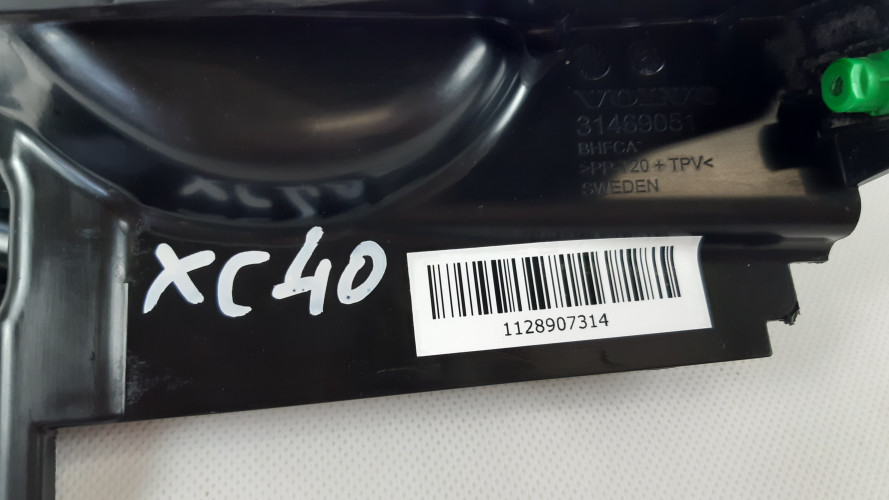 VOLVO
31469051
BHFCA
>PP-T20+TPV<
SWEDEN
XC40
1128907314